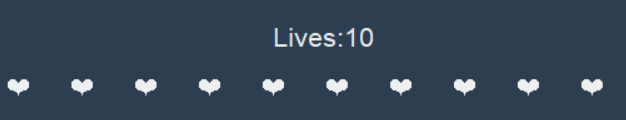 Lives:10
❤ ❤ ❤ ❤ ❤ ❤ ❤ ❤ ❤ ❤